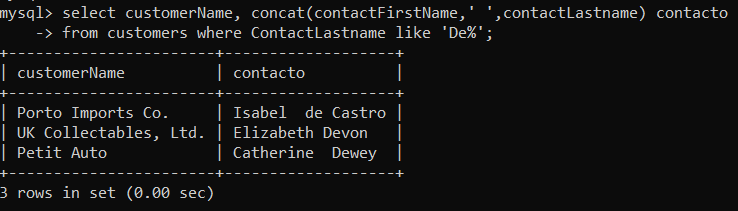 mysql> select customerName, concat(contactFirstName,' ',contactLastname) contacto
    -> from customers where ContactLastname like 'De%';
+------------------------+-------------------+
| customerName           | contacto          |
+------------------------+-------------------+
| Porto Imports Co.      | Isabel  de Castro |
| UK Collectables, Ltd.  | Elizabeth Devon   |
| Petit Auto             | Catherine  Dewey  |
+------------------------+-------------------+
3 rows in set (0.00 sec)